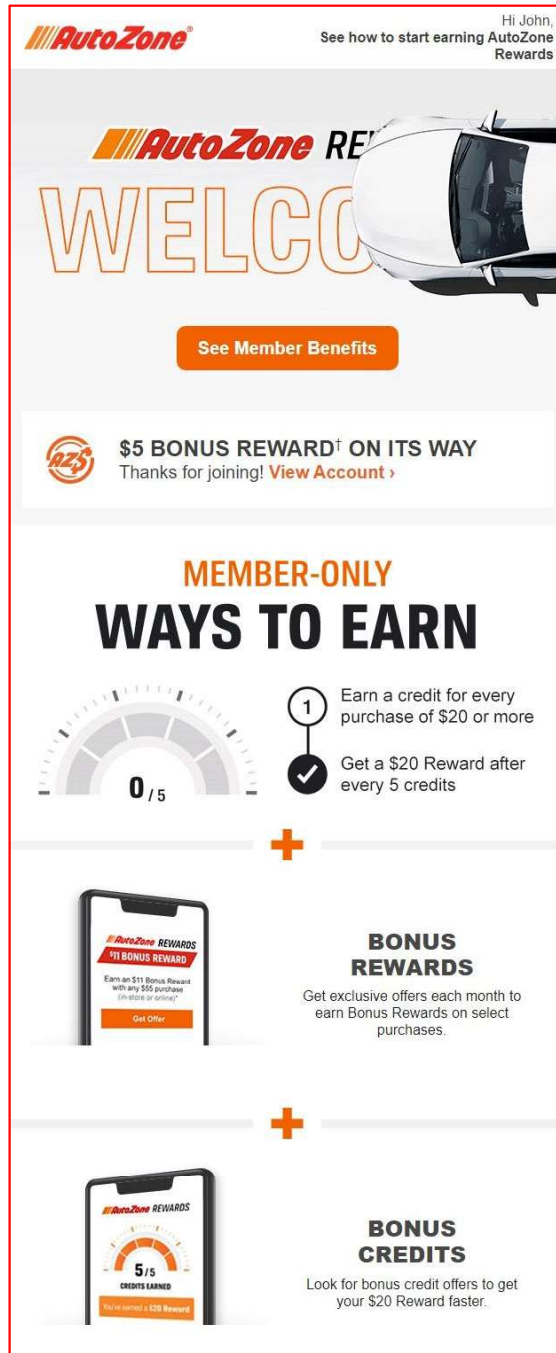 AutoZone®
Hi John,
See how to start earning AutoZone
Rewards
AutoZone RE
WELCO
See Member Benefits
AZ$
$5 BONUS REWARD† ON ITS WAY
Thanks for joining! View Account ›
MEMBER-ONLY
WAYS TO EARN
0 / 5
1
Earn a credit for every
purchase of $20 or more
Get a $20 Reward after
every 5 credits
AutoZone REWARDS
$11 BONUS REWARD
Earn an $11 Bonus Reward
with any $55 purchase
(in-store or online)*
Get Offer
BONUS
REWARDS
Get exclusive offers each month to
earn Bonus Rewards on select
purchases.
AutoZone REWARDS
5/5
CREDITS EARNED
You've earned a $20 Reward
BONUS
CREDITS
Look for bonus credit offers to get
your $20 Reward faster.